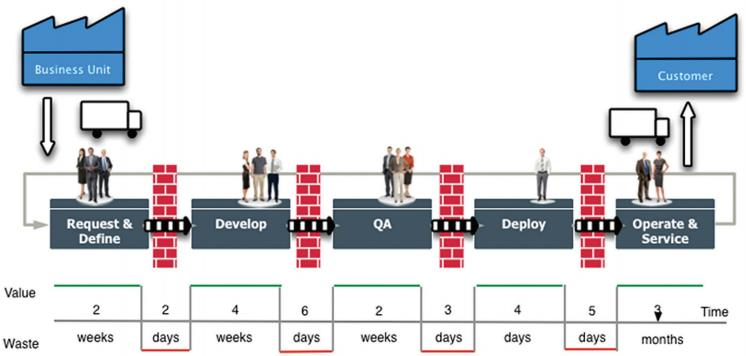 Business Unit
Customer
Request &
Define
Develop
QA
Deploy
Operate &
Service
Value
2 2 4 6 2 3 4 5 3 Time
weeks days weeks days weeks days days days months
Waste